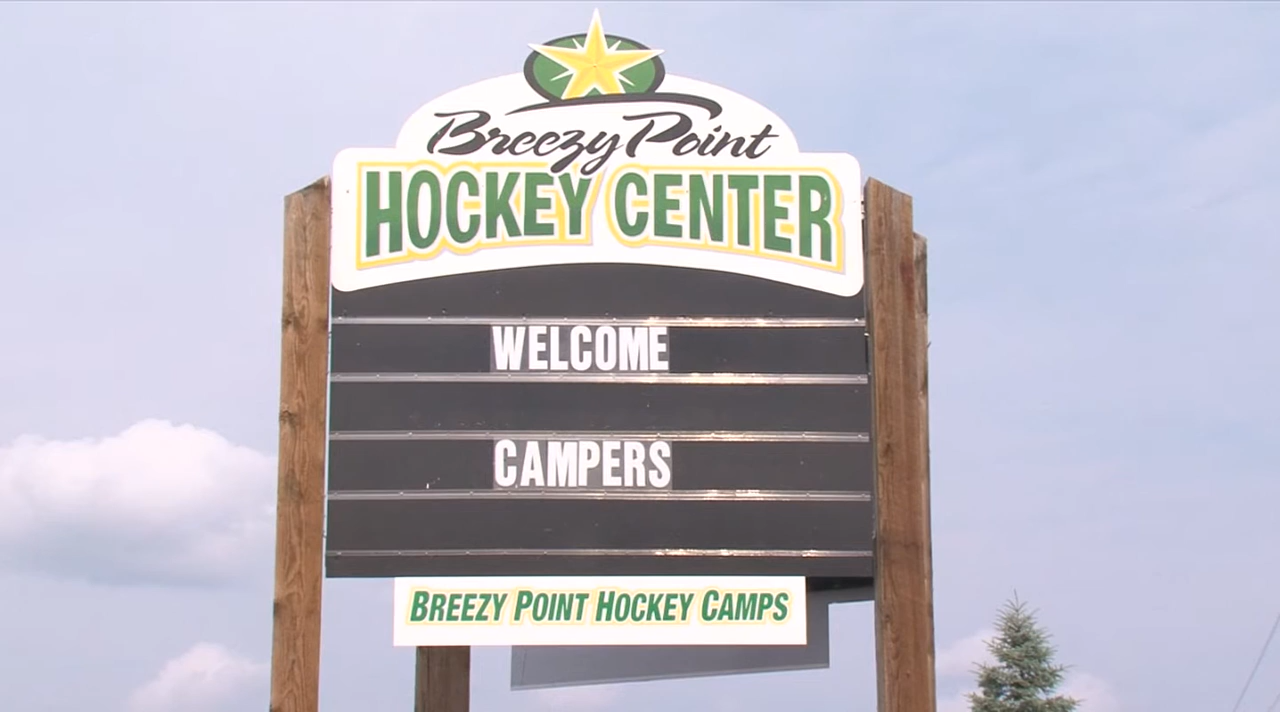 Breezy Point
HOCKEY CENTER
WELCOME
CAMPERS
BREEZY POINT HOCKEY CAMPS